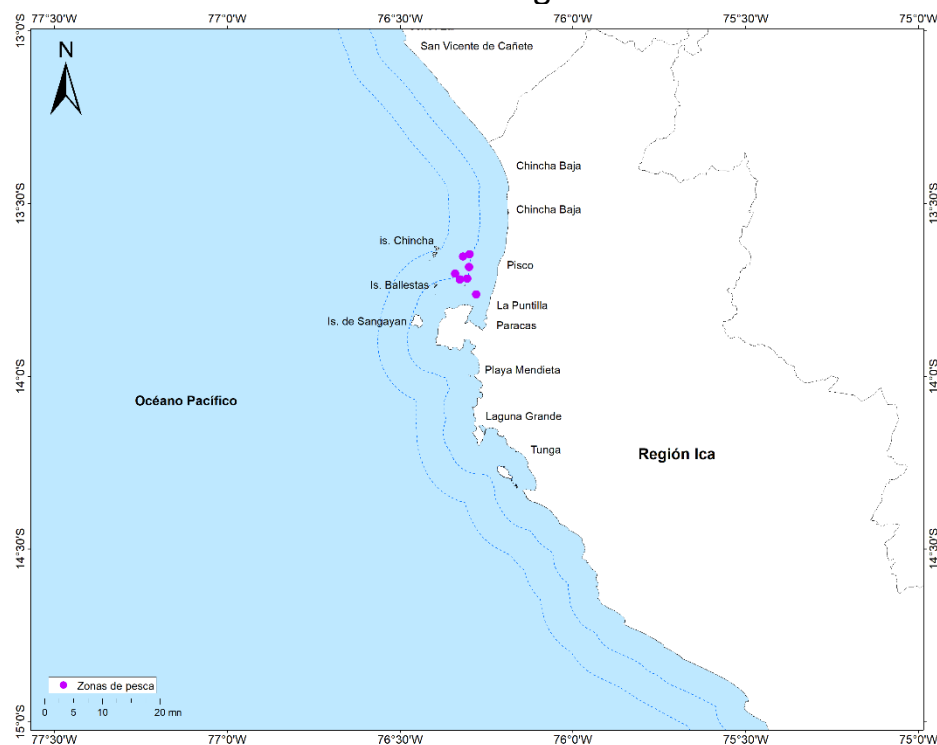 77°30'W 77°0'W 76°30'W 76°0'W 75°30'W 75°0'W
13°0'S
13°0'S
N
San Vicente de Cañete
Chincha Baja
13°30'S
13°30'S
Chincha Baja
is. Chincha
Pisco
Is. Ballestas
La Puntilla
Is. de Sangayan
Paracas
14°0'S
14°0'S
Playa Mendieta
Océano Pacífico
Laguna Grande
Tunga
Región Ica
14°30'S
14°30'S
Zonas de pesca
0 5 10 20 mn
15°0'S
15°0'S
77°30'W 77°0'W 76°30'W 76°0'W 75°30'W 75°0'W